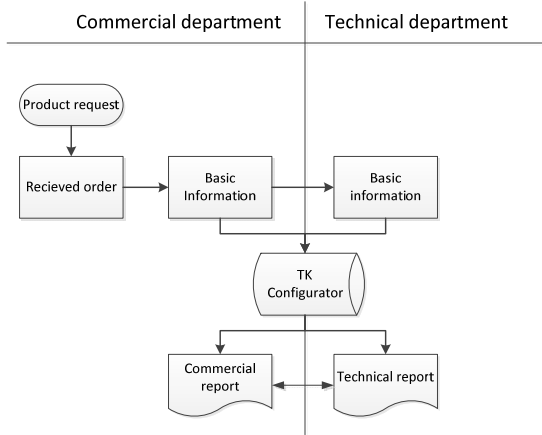 Commercial department
Technical department
Product request
Recieved order
Basic
Information
Basic
information
TK
Configurator
Commercial
report
Technical report